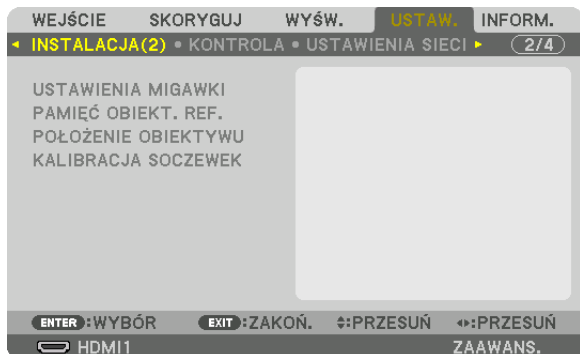 WEJŚCIE SKORYGUJ WYŚW. USTAW. INFORM.
INSTALACJA(2) • KONTROLA • USTAWIENIA SIECI 2/4
USTAWIENIA MIGAWKI
PAMIĘĆ OBIEKT. REF.
POŁOŻENIE OBIEKTYWU
KALIBRACJA SOCZEWEK
ENTER :WYBÓR EXIT :ZAKOŃ. :PRZESUŃ :PRZESUŃ
HDMI1 ZAAWANS.